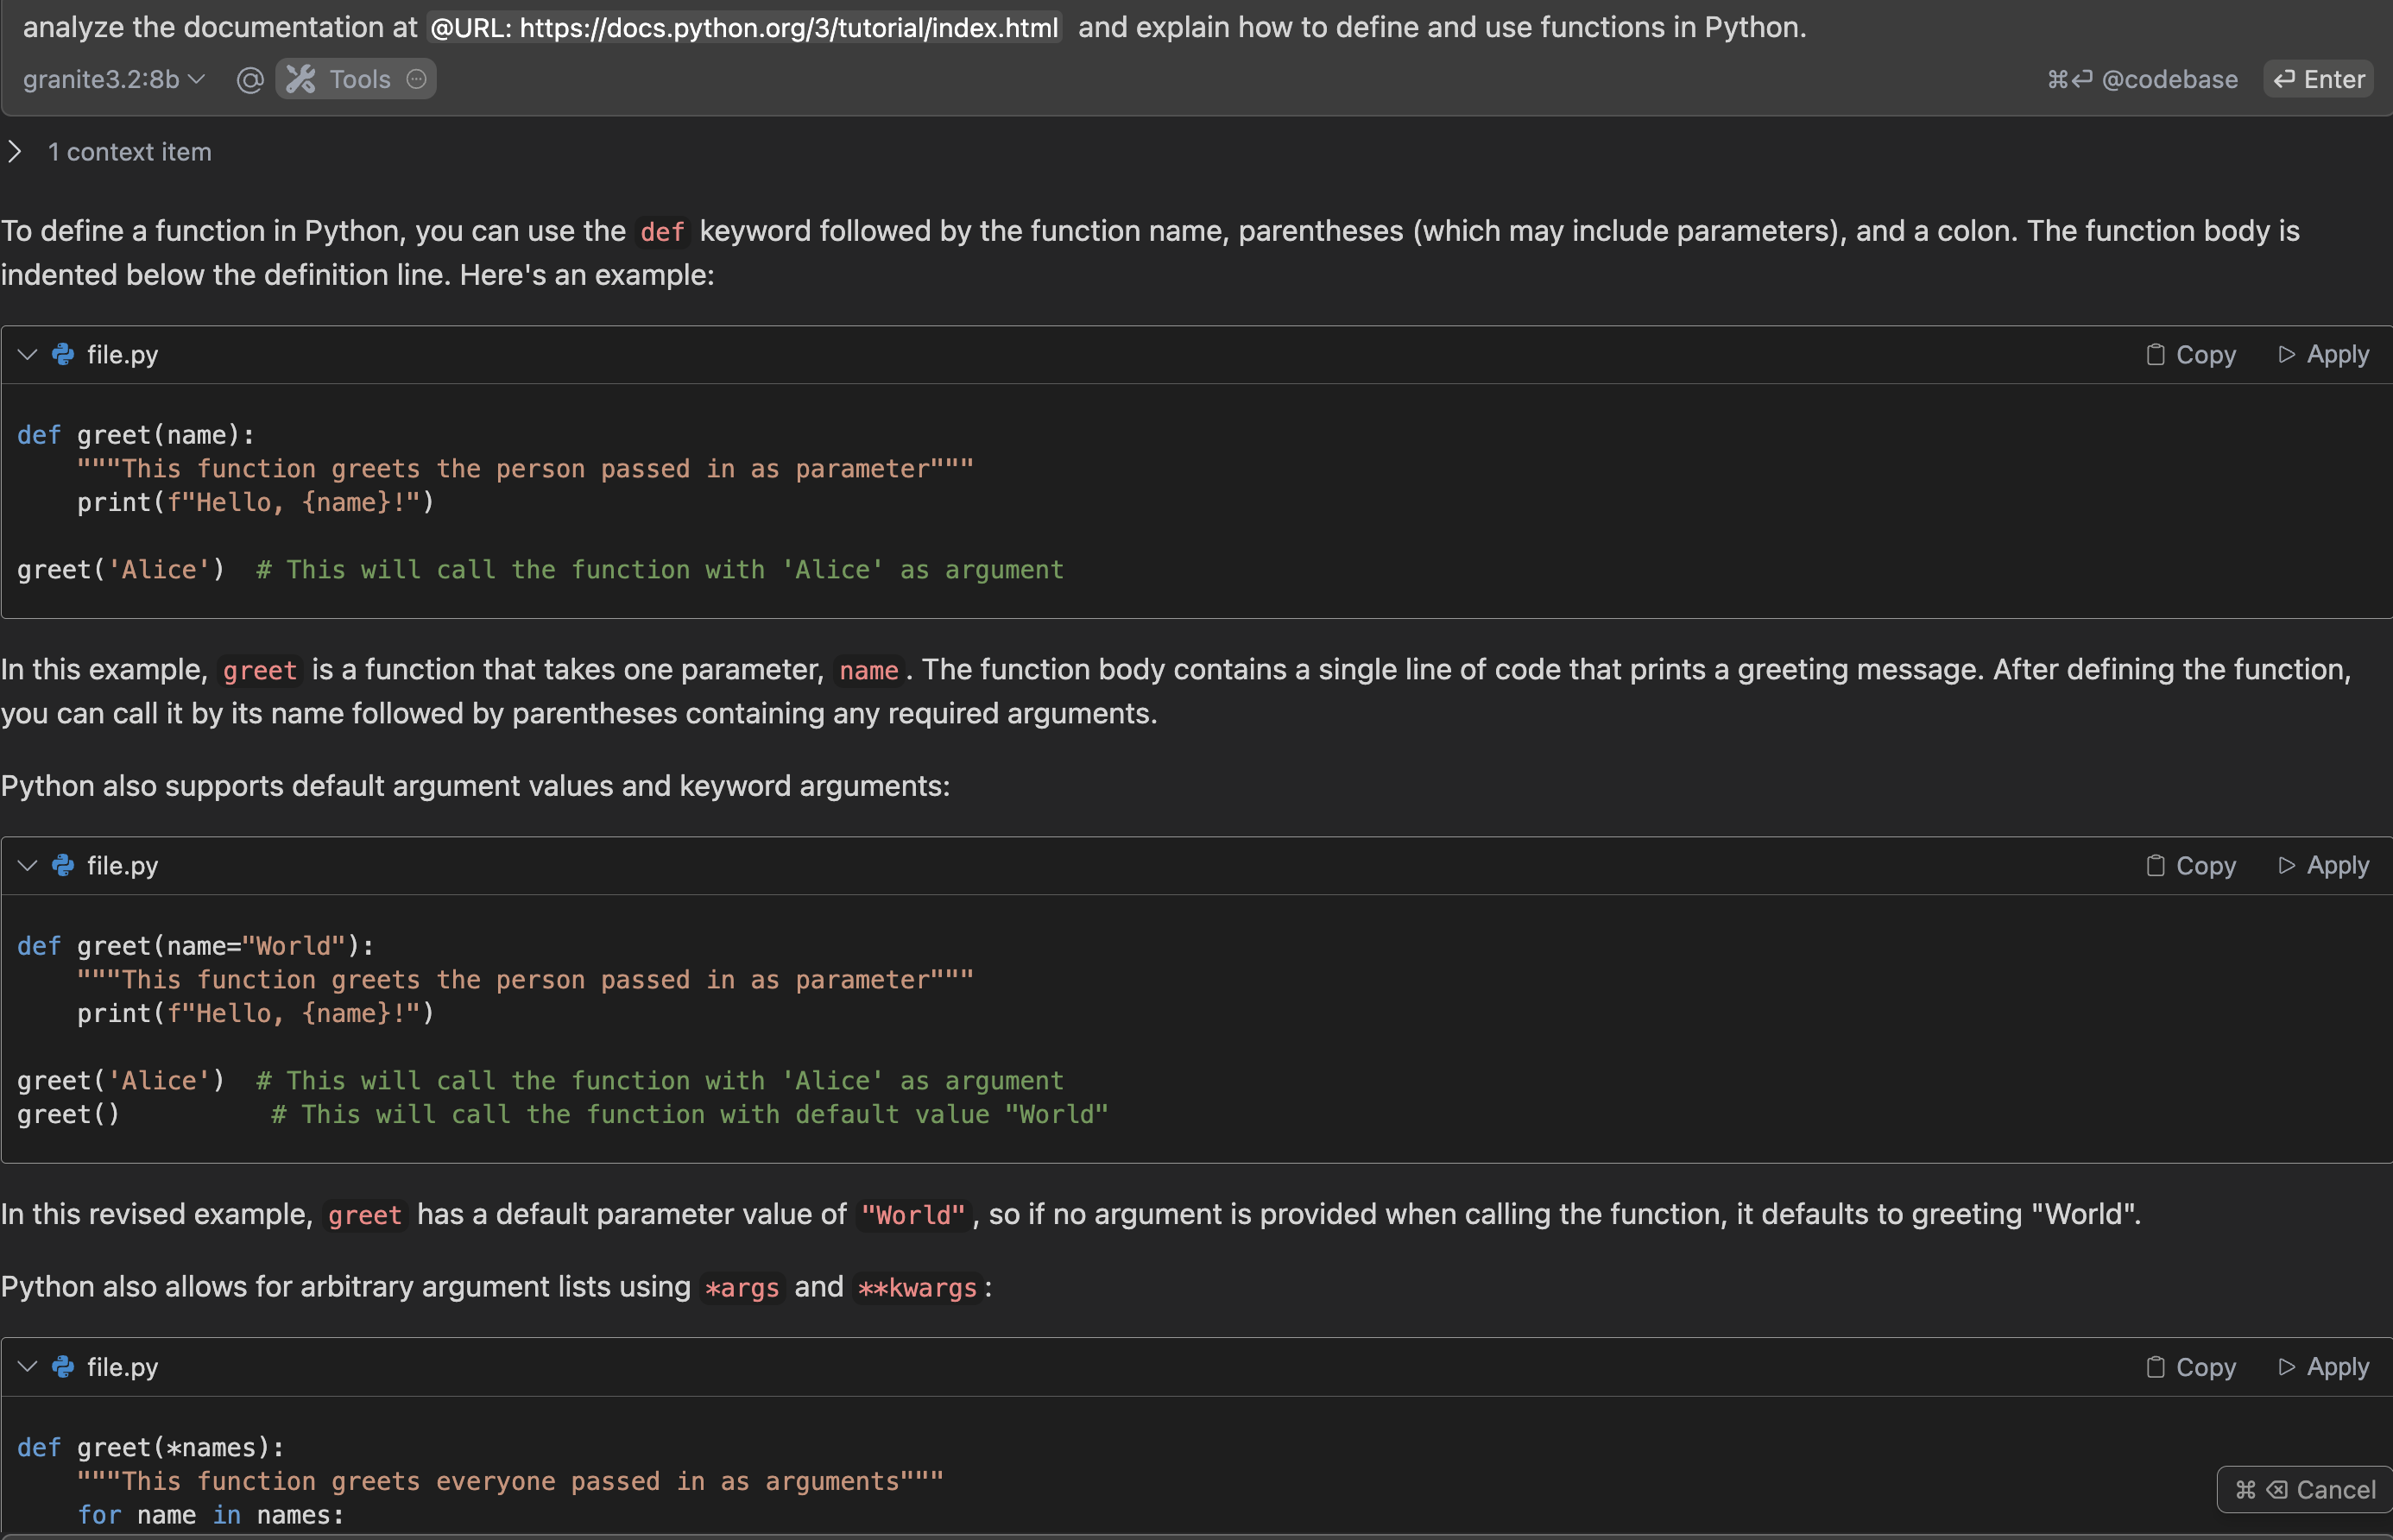 analyze the documentation at @URL: https://docs.python.org/3/tutorial/index.html and explain how to define and use functions in Python.
granite3.2:8b @ Tools ⌘⏎ @codebase ⏎ Enter
1 context item
To define a function in Python, you can use the def keyword followed by the function name, parentheses (which may include parameters), and a colon. The function body is
indented below the definition line. Here's an example:
file.py Copy Apply
def greet(name):
    """This function greets the person passed in as parameter"""
    print(f"Hello, {name}!")
greet('Alice')  # This will call the function with 'Alice' as argument
In this example, greet is a function that takes one parameter, name. The function body contains a single line of code that prints a greeting message. After defining the function,
you can call it by its name followed by parentheses containing any required arguments.
Python also supports default argument values and keyword arguments:
file.py Copy Apply
def greet(name="World"):
    """This function greets the person passed in as parameter"""
    print(f"Hello, {name}!")
greet('Alice')  # This will call the function with 'Alice' as argument
greet()          # This will call the function with default value "World"
In this revised example, greet has a default parameter value of "World", so if no argument is provided when calling the function, it defaults to greeting "World".
Python also allows for arbitrary argument lists using *args and **kwargs:
file.py Copy Apply
def greet(*names):
    """This function greets everyone passed in as arguments"""
    for name in names:
⌘ ⌫ Cancel